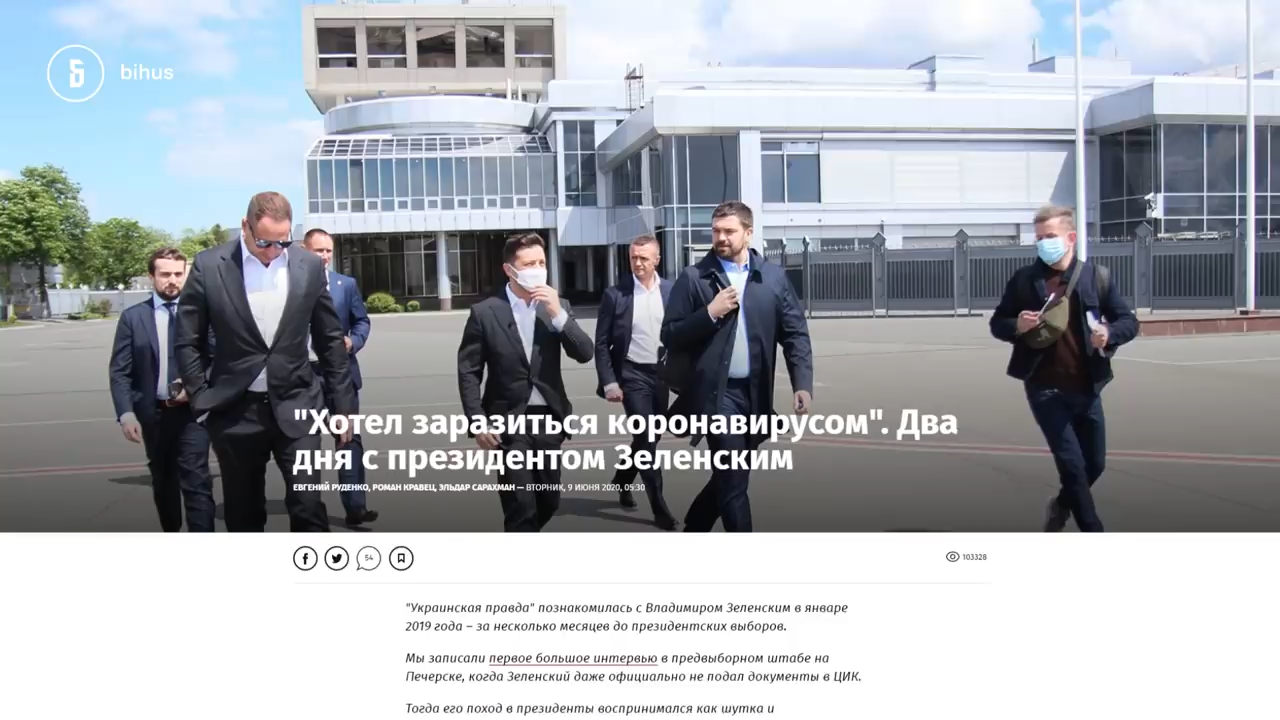 bihus
"Хотел заразиться коронавирусом". Два
дня с президентом Зеленским
ЕВГЕНИЙ РУДЕНКО, РОМАН КРАВЕЦ, ЭЛЬДАР САРАХМАН — ВТОРНИК, 9 ИЮНЯ 2020, 05:30
54
103328
"Украинская правда" познакомилась с Владимиром Зеленским в январе
2019 года – за несколько месяцев до президентских выборов.
Мы записали первое большое интервью в предвыборном штабе на
Печерске, когда Зеленский даже официально не подал документы в ЦИК.
Тогда его поход в президенты воспринимался как шутка и